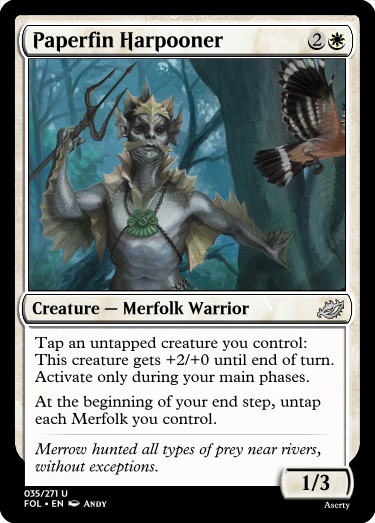 Paperfin Harpooner 2
Creature — Merfolk Warrior
Tap an untapped creature you control:
This creature gets +2/+0 until end of turn.
Activate only during your main phases.
At the beginning of your end step, untap
each Merfolk you control.
Merrow hunted all types of prey near rivers,
without exceptions.
1/3
035/271 U
FOL • EN Andy
Aserty